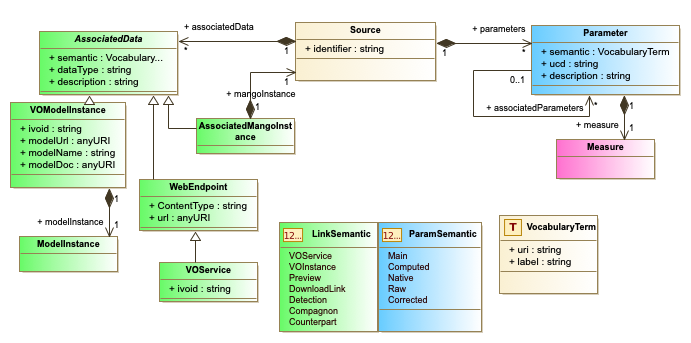 AssociatedData
+ semantic : Vocabulary...
+ dataType : string
+ description : string
+ associatedData
*
1
Source
+ identifier : string
1
+ parameters
*
Parameter
+ semantic : VocabularyTerm
+ ucd : string
+ description : string
0..1
+ associatedParameters
*
1
+ measure
1
Measure
1
+ mangoInstance
1
AssociatedMangoInst
ance
VOModelInstance
+ ivoid : string
+ modelUrl : anyURI
+ modelName : string
+ modelDoc : anyURI
1
+ modelInstance
1
ModelInstance
WebEndpoint
+ ContentType : string
+ url : anyURI
VOService
+ ivoid : string
12...
LinkSemantic
VOService
VOInstance
Preview
DownloadLink
Detection
Compagnon
Counterpart
12...
ParamSemantic
Main
Computed
Native
Raw
Corrected
T
VocabularyTerm
+ uri : string
+ label : string